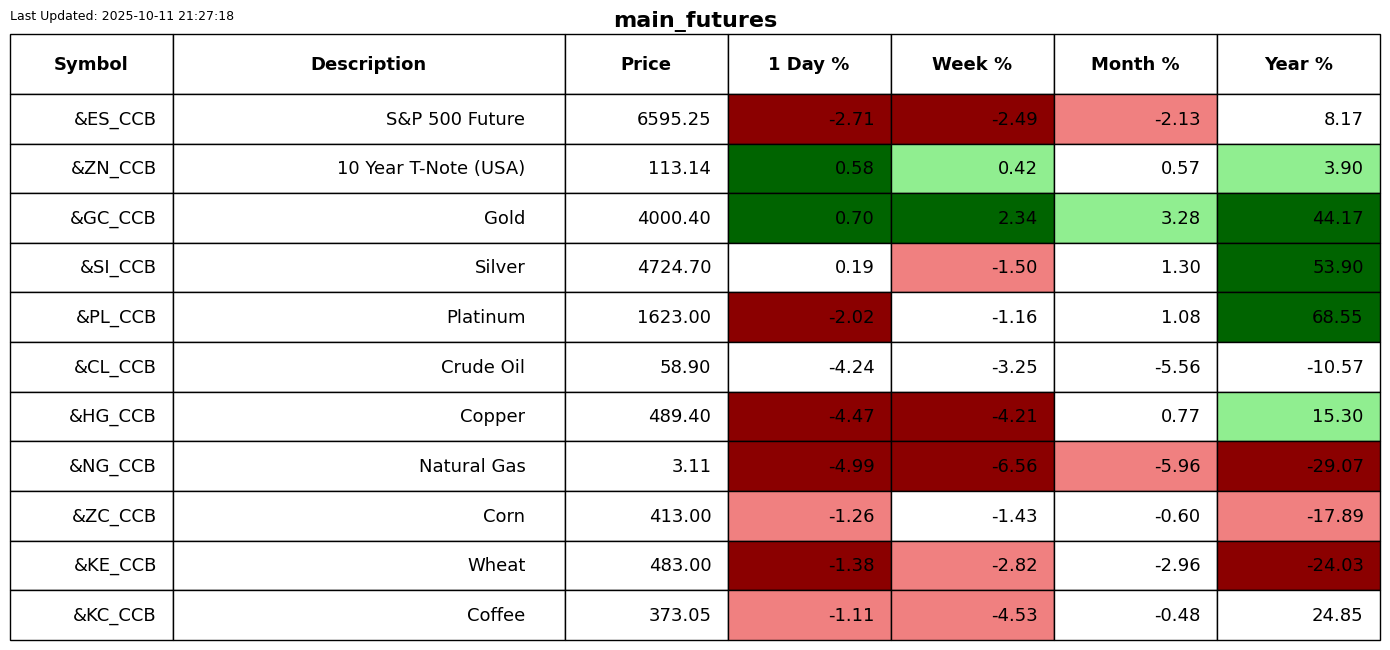 Last Updated: 2025-10-11 21:27:18
main_futures
Symbol Description Price 1 Day % Week % Month % Year %
&ES_CCB S&P 500 Future 6595.25 -2.71 -2.49 -2.13 8.17
&ZN_CCB 10 Year T-Note (USA) 113.14 0.58 0.42 0.57 3.90
&GC_CCB Gold 4000.40 0.70 2.34 3.28 44.17
&SI_CCB Silver 4724.70 0.19 -1.50 1.30 53.90
&PL_CCB Platinum 1623.00 -2.02 -1.16 1.08 68.55
&CL_CCB Crude Oil 58.90 -4.24 -3.25 -5.56 -10.57
&HG_CCB Copper 489.40 -4.47 -4.21 0.77 15.30
&NG_CCB Natural Gas 3.11 -4.99 -6.56 -5.96 -29.07
&ZC_CCB Corn 413.00 -1.26 -1.43 -0.60 -17.89
&KE_CCB Wheat 483.00 -1.38 -2.82 -2.96 -24.03
&KC_CCB Coffee 373.05 -1.11 -4.53 -0.48 24.85